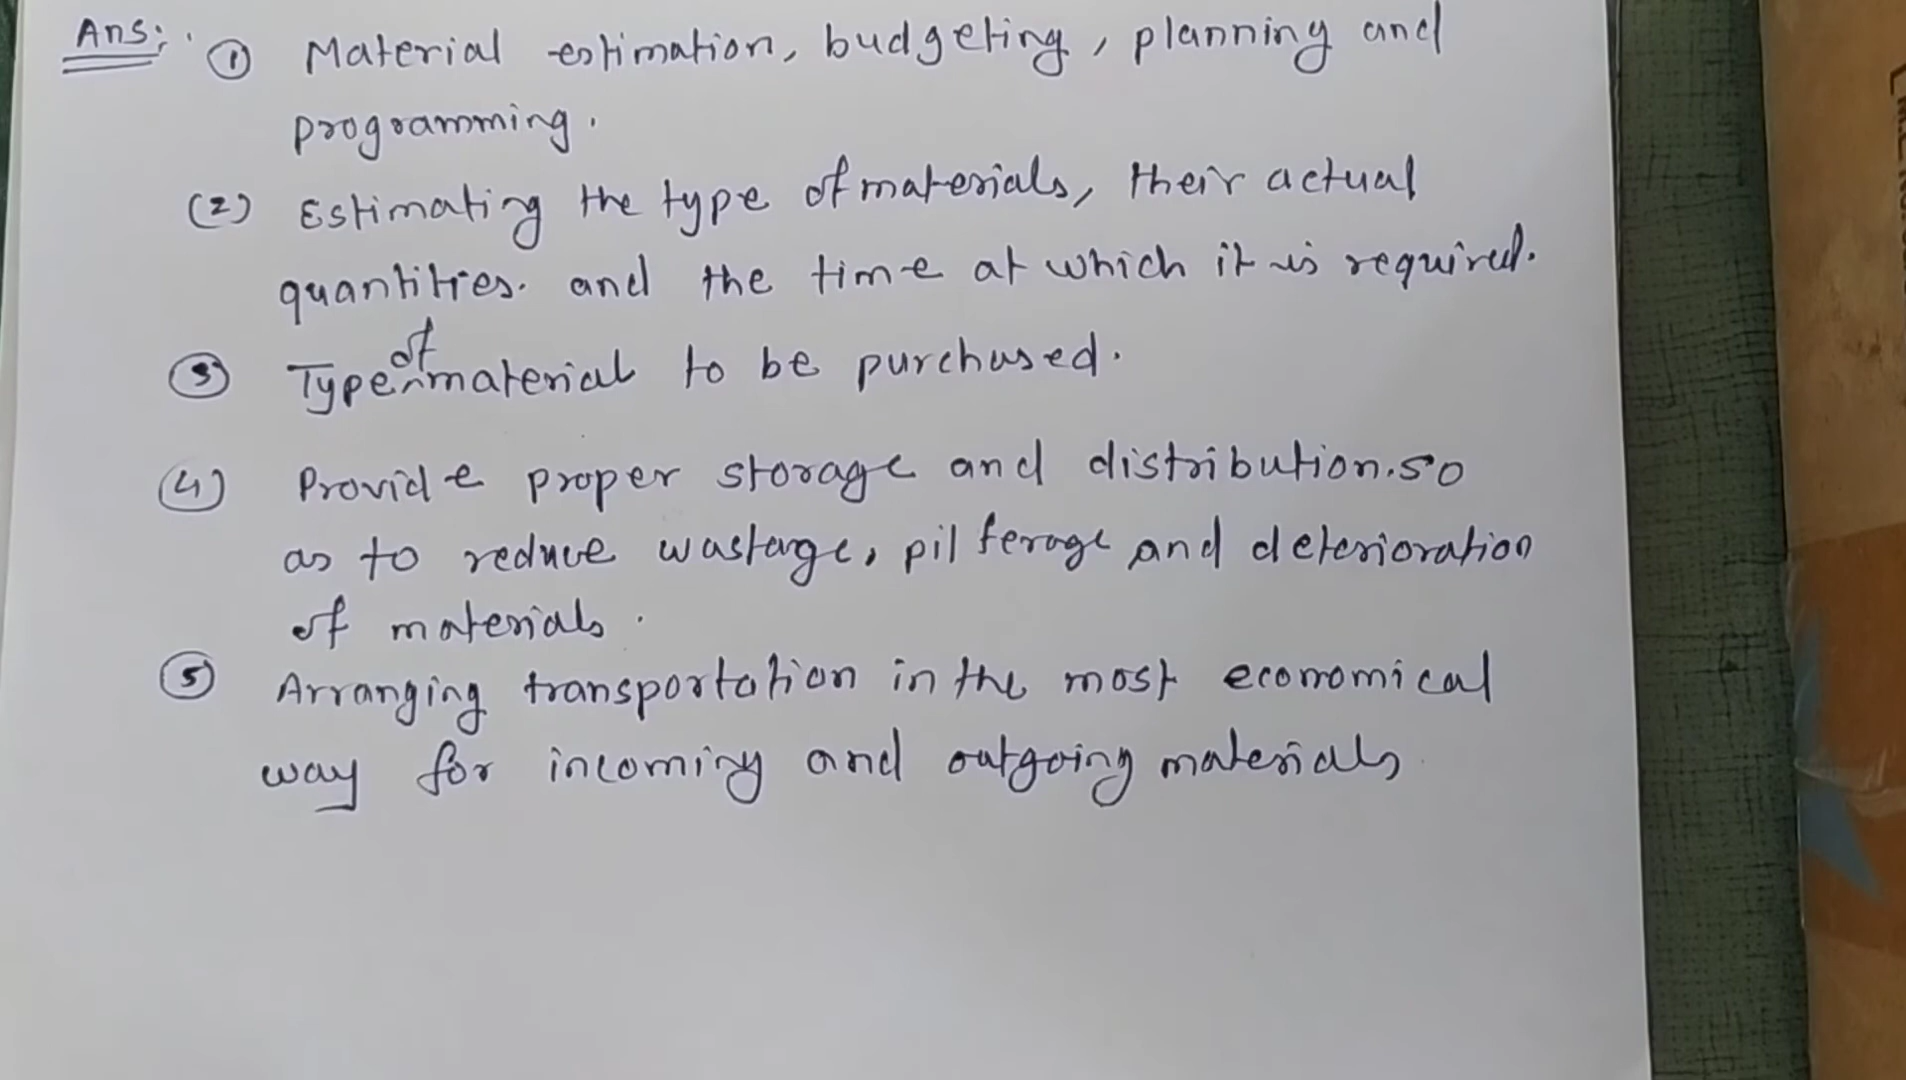 Ans:
① Material estimation, budgeting, planning and
programming.
(2) Estimating the type of materials, their actual
quantities. and the time at which it is required.
③ Type of material to be purchased.
(4) Provide proper storage and distribution. so
as to reduce wastage, pilferage and deterioration
of materials.
⑤ Arranging transportation in the most economical
way for incoming and outgoing materials